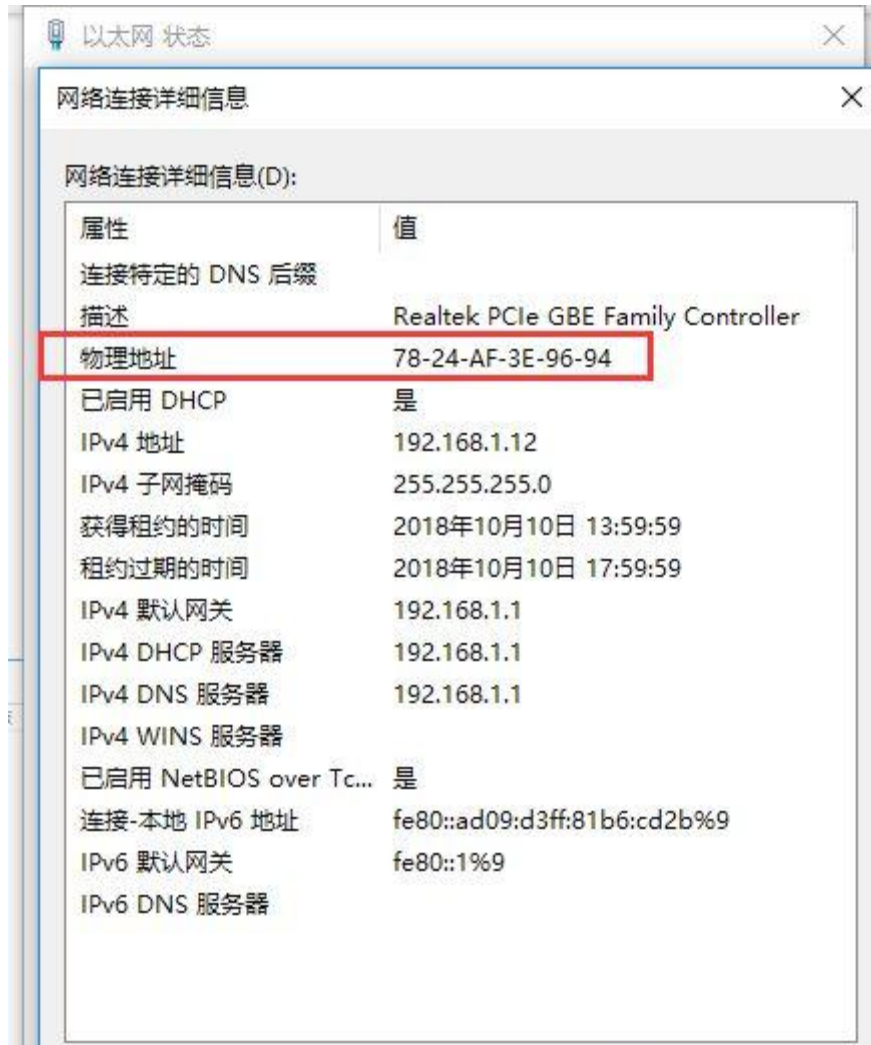 以太网 状态
网络连接详细信息
网络连接详细信息(D):
属性 值
连接特定的 DNS 后缀
描述 Realtek PCIe GBE Family Controller
物理地址 78-24-AF-3E-96-94
已启用 DHCP 是
IPv4 地址 192.168.1.12
IPv4 子网掩码 255.255.255.0
获得租约的时间 2018年10月10日 13:59:59
租约过期的时间 2018年10月10日 17:59:59
IPv4 默认网关 192.168.1.1
IPv4 DHCP 服务器 192.168.1.1
IPv4 DNS 服务器 192.168.1.1
IPv4 WINS 服务器
已启用 NetBIOS over Tc... 是
连接-本地 IPv6 地址 fe80::ad09:d3ff:81b6:cd2b%9
IPv6 默认网关 fe80::1%9
IPv6 DNS 服务器